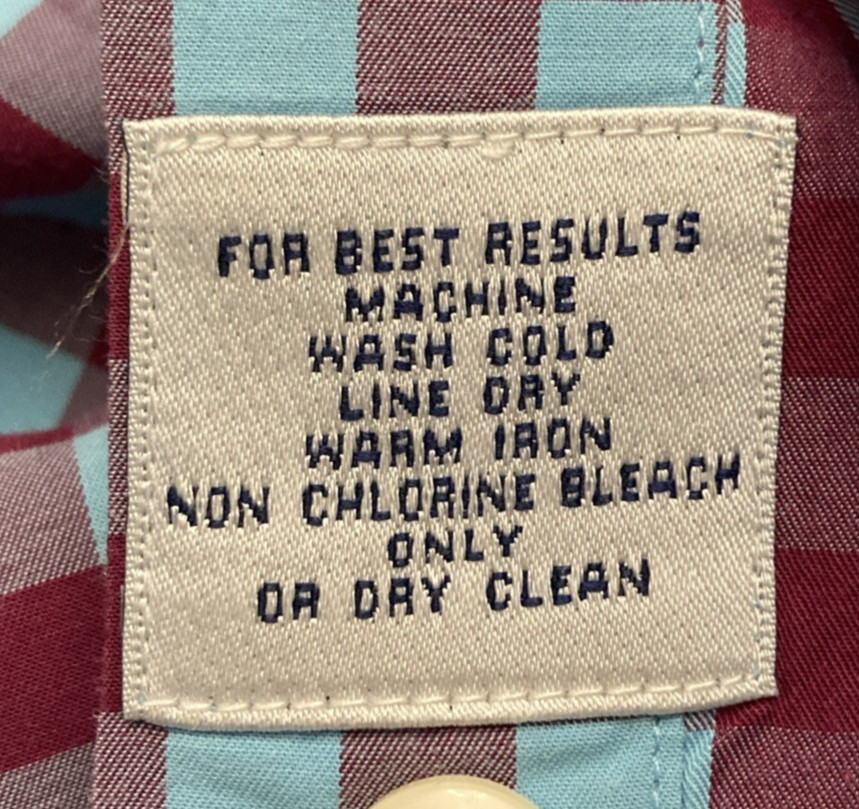 FOR BEST RESULTS
MACHINE
WASH COLD
LINE DRY
WARM IRON
NON CHLORINE BLEACH
ONLY
OR DRY CLEAN